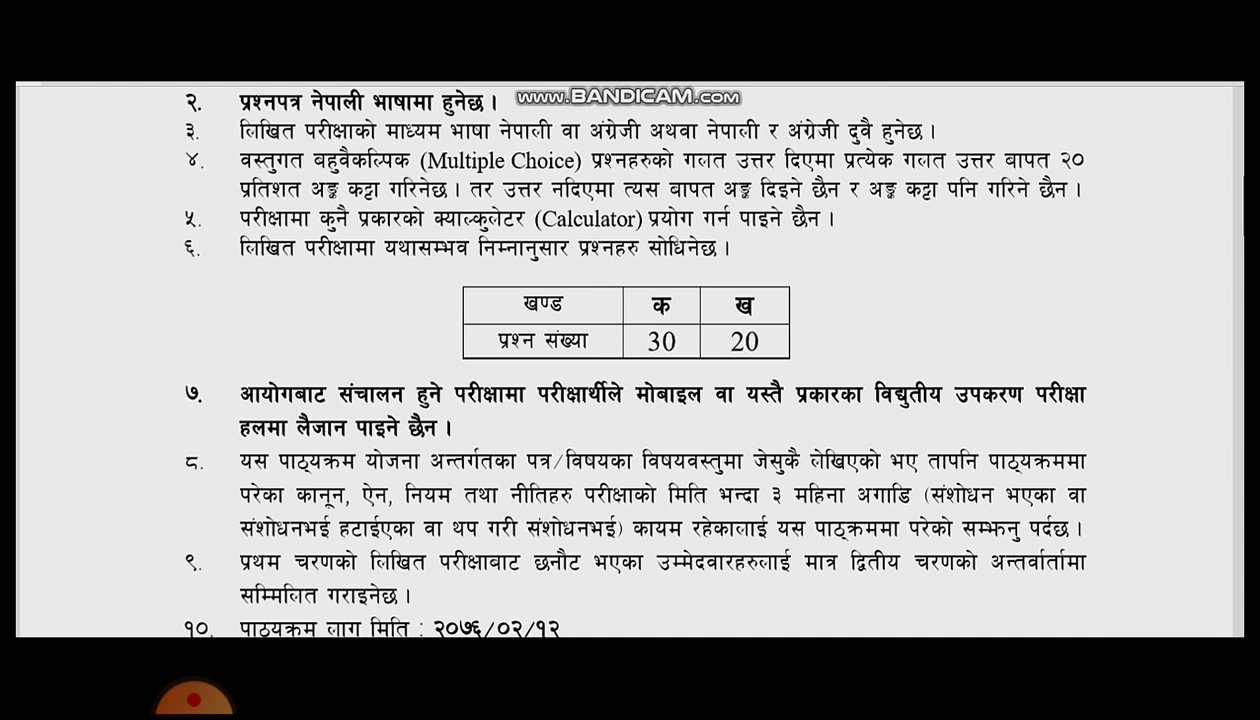 www.BANDICAM.com
२. प्रश्नपत्र नेपाली भाषामा हुनेछ ।
३. लिखित परीक्षाको माध्यम भाषा नेपाली वा अंग्रेजी अथवा नेपाली र अंग्रेजी दुवै हुनेछ ।
४. वस्तुगत बहुवैकल्पिक (Multiple Choice) प्रश्नहरुको गलत उत्तर दिएमा प्रत्येक गलत उत्तर बापत २०
प्रतिशत अङ्क कट्टा गरिनेछ । तर उत्तर नदिएमा त्यस बापत अङ्क दिइने छैन र अङ्क कट्टा पनि गरिने छैन ।
५. परीक्षामा कुनै प्रकारको क्याल्कुलेटर (Calculator) प्रयोग गर्न पाइने छैन ।
६. लिखित परीक्षामा यथासम्भव निम्नानुसार प्रश्नहरु सोधिनेछ ।
खण्ड क ख
प्रश्न संख्या 30 20
७. आयोगबाट संचालन हुने परीक्षामा परीक्षार्थीले मोबाइल वा यस्तै प्रकारका विद्युतीय उपकरण परीक्षा
हलमा लैजान पाइने छैन ।
८. यस पाठ्यक्रम योजना अन्तर्गतका पत्र/विषयका विषयवस्तुमा जेसुकै लेखिएको भए तापनि पाठ्यक्रममा
परेका कानून, ऐन, नियम तथा नीतिहरु परीक्षाको मिति भन्दा ३ महिना अगाडि (संशोधन भएका वा
संशोधनभई हटाईएका वा थप गरी संशोधनभई) कायम रहेकालाई यस पाठ्क्रममा परेको सम्झनु पर्दछ ।
९. प्रथम चरणको लिखित परीक्षाबाट छनौट भएका उम्मेदवारहरुलाई मात्र द्वितीय चरणको अन्तर्वार्तामा
सम्मिलित गराइनेछ ।
१०. पाठ्यक्रम लागु मिति : २०७६/०२/१२